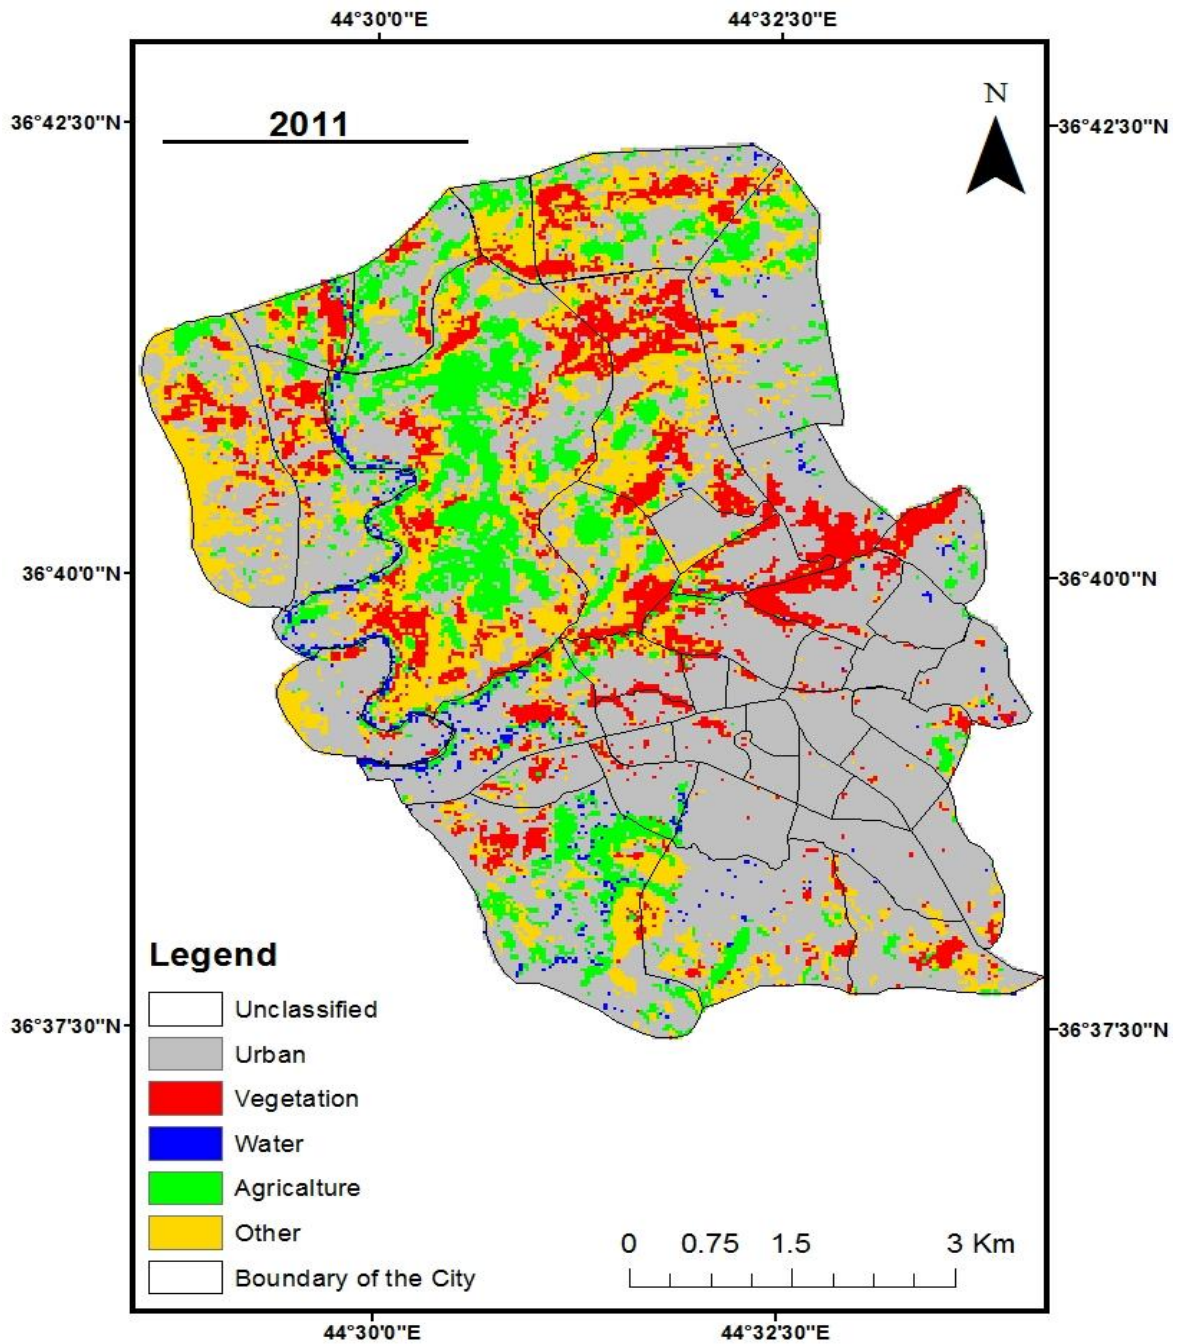 44°30'0"E 44°32'30"E
N
36°42'30"N 36°42'30"N
2011
36°40'0"N 36°40'0"N
Legend
Unclassified
36°37'30"N 36°37'30"N
Urban
Vegetation
Water
Agricalture
Other
0 0.75 1.5 3 Km
Boundary of the City
44°30'0"E 44°32'30"E